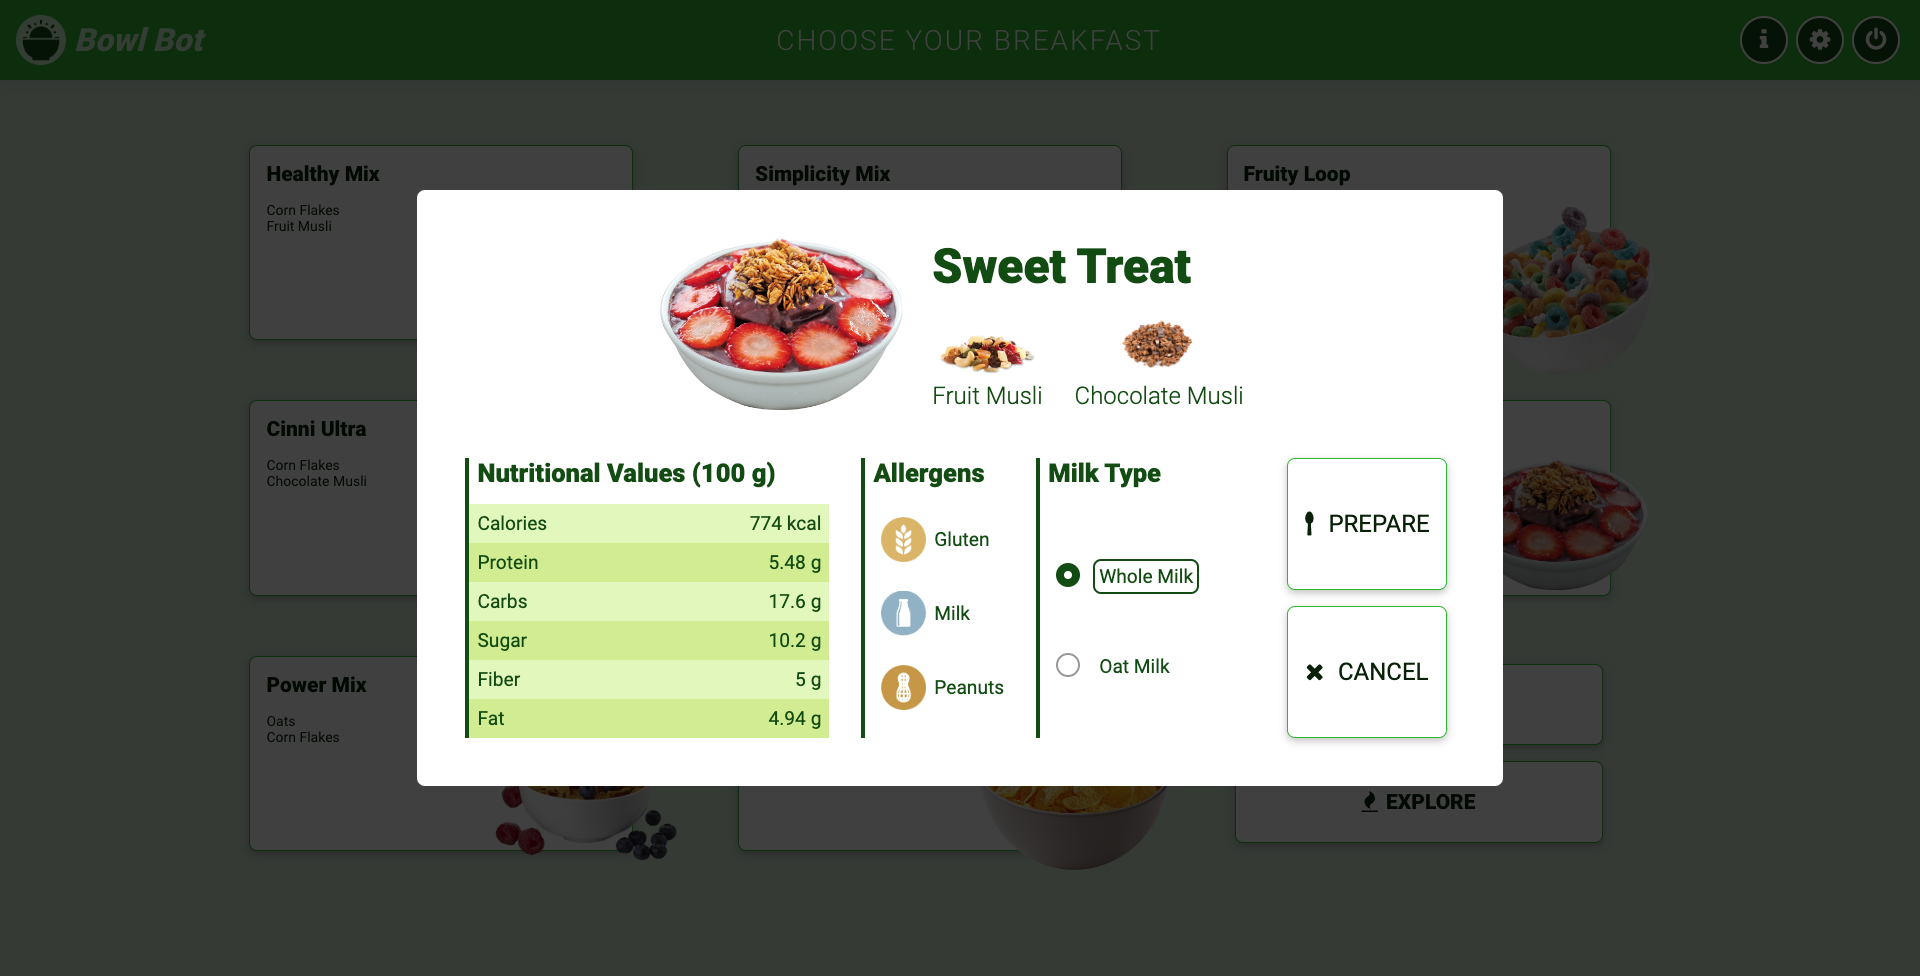 Bowl Bot
CHOOSE YOUR BREAKFAST
Healthy Mix
Corn Flakes
Fruit Musli
Simplicity Mix
Fruity Loop
Cinni Ultra
Corn Flakes
Chocolate Musli
Power Mix
Oats
Corn Flakes
EXPLORE
Sweet Treat
Fruit Musli
Chocolate Musli
Nutritional Values (100 g)
Calories 774 kcal
Protein 5.48 g
Carbs 17.6 g
Sugar 10.2 g
Fiber 5 g
Fat 4.94 g
Allergens
Gluten
Milk
Peanuts
Milk Type
Whole Milk
Oat Milk
PREPARE
CANCEL